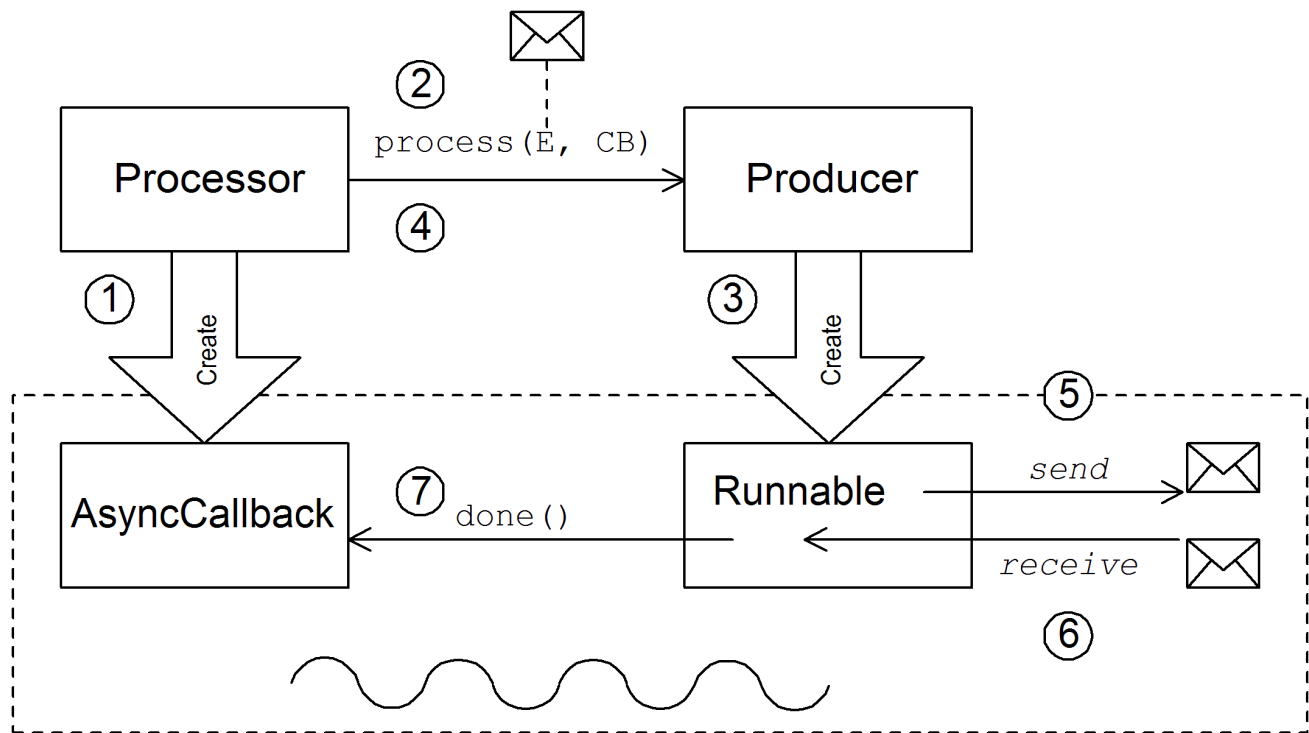 2
process(E, CB)
Processor
Producer
4
1
Create
3
Create
5
AsyncCallback
7
done()
Runnable
send
receive
6